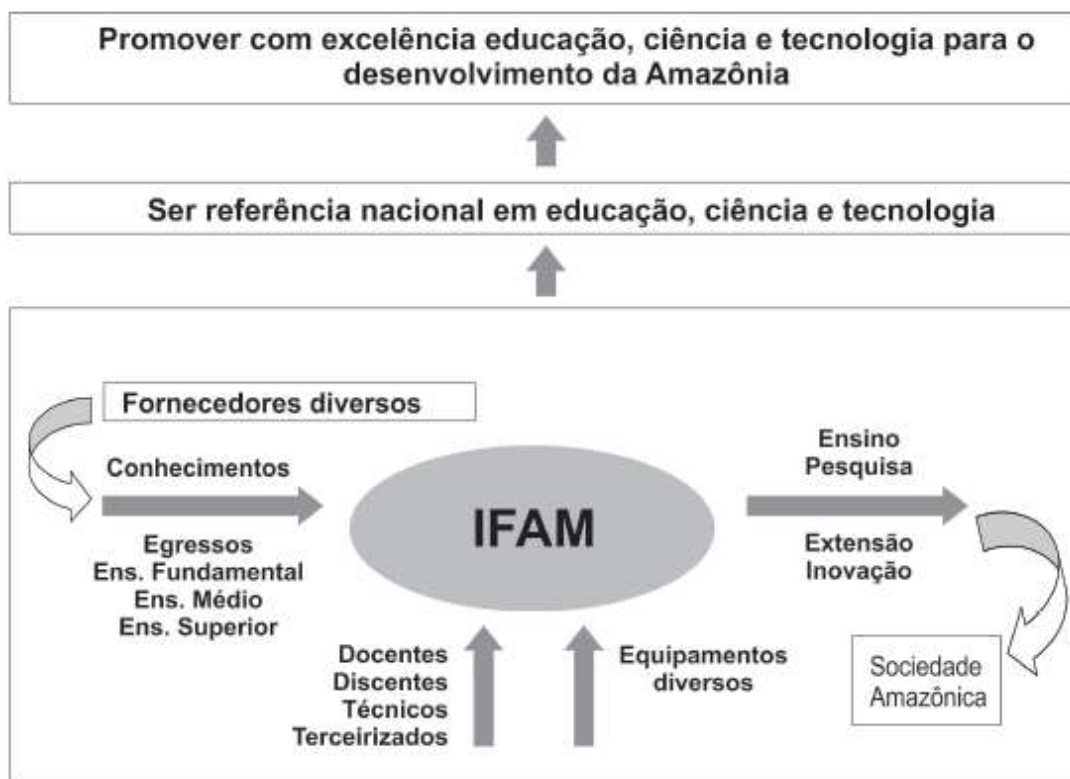 Promover com excelência educação, ciência e tecnologia para o
desenvolvimento da Amazônia
Ser referência nacional em educação, ciência e tecnologia
Fornecedores diversos
Conhecimentos
Egressos
Ens. Fundamental
Ens. Médio
Ens. Superior
IFAM
Docentes
Discentes
Técnicos
Terceirizados
Equipamentos
diversos
Ensino
Pesquisa
Extensão
Inovação
Sociedade
Amazônica